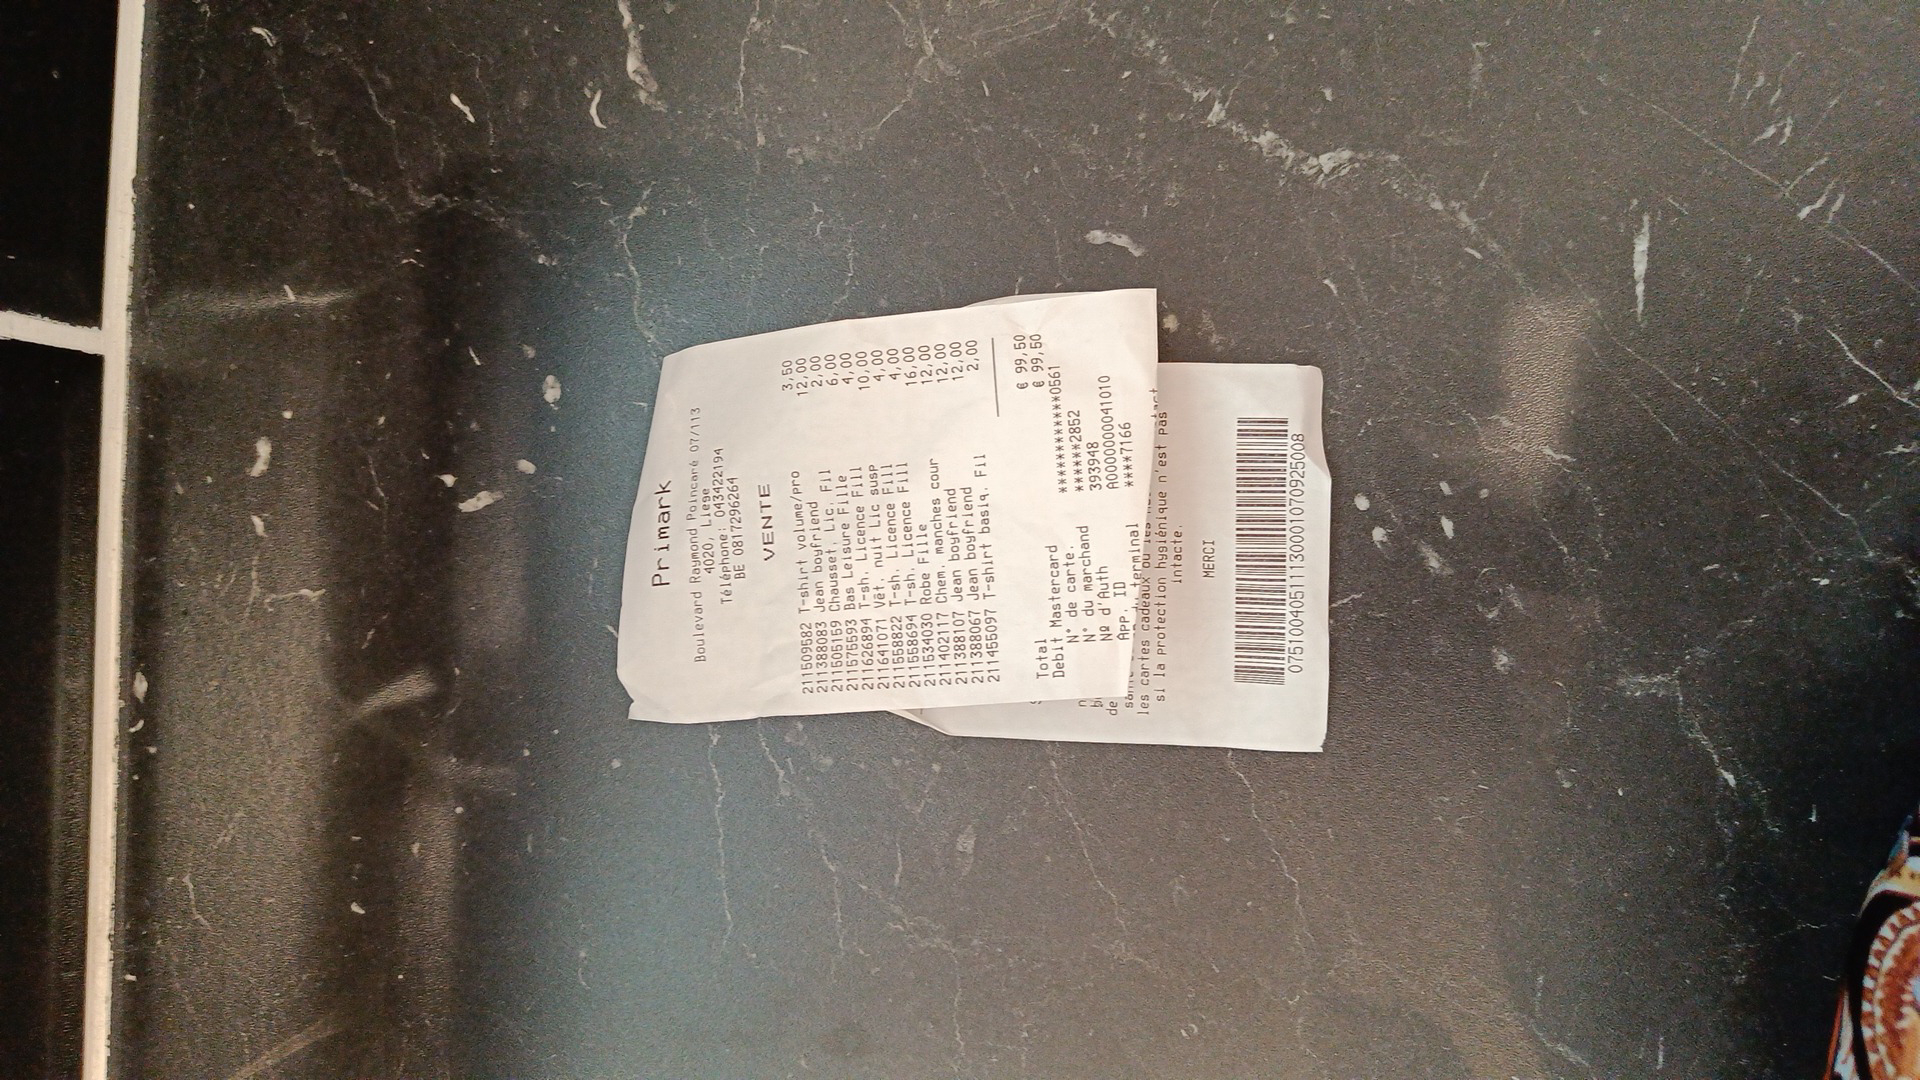 Primark
Boulevard Raymond Poincaré 07/113
4020, Liege
Téléphone: 043422194
BE 0817296264
VENTE
211509582 T-shirt volume/pro 3,50
211388083 Jean boyfriend 12,00
211505159 Chausset. Lic. Fil 2,00
211575593 Bas Leisure Fille 6,00
211626894 T-sh. Licence Fill 4,00
211641071 Vêt. nuit Lic susp 10,00
211558822 T-sh. Licence Fill 4,00
211558694 T-sh. Licence Fill 4,00
211534030 Robe Fille 16,00
211402117 Chem. manches cour 12,00
211388107 Jean boyfriend 12,00
211388067 Jean boyfriend 12,00
211455097 T-shirt basiq. Fil 2,00
Total € 99,50
Debit Mastercard € 99,50
N° de carte. ************0561
N° du marchand ******2852
Nº d'Auth 393948
App ID A0000000041010
terminal ****7166
les cartes cadeaux ou les
si la protection hygiénique n'est pas
intacte.
MERCI
07510040511130001070925008